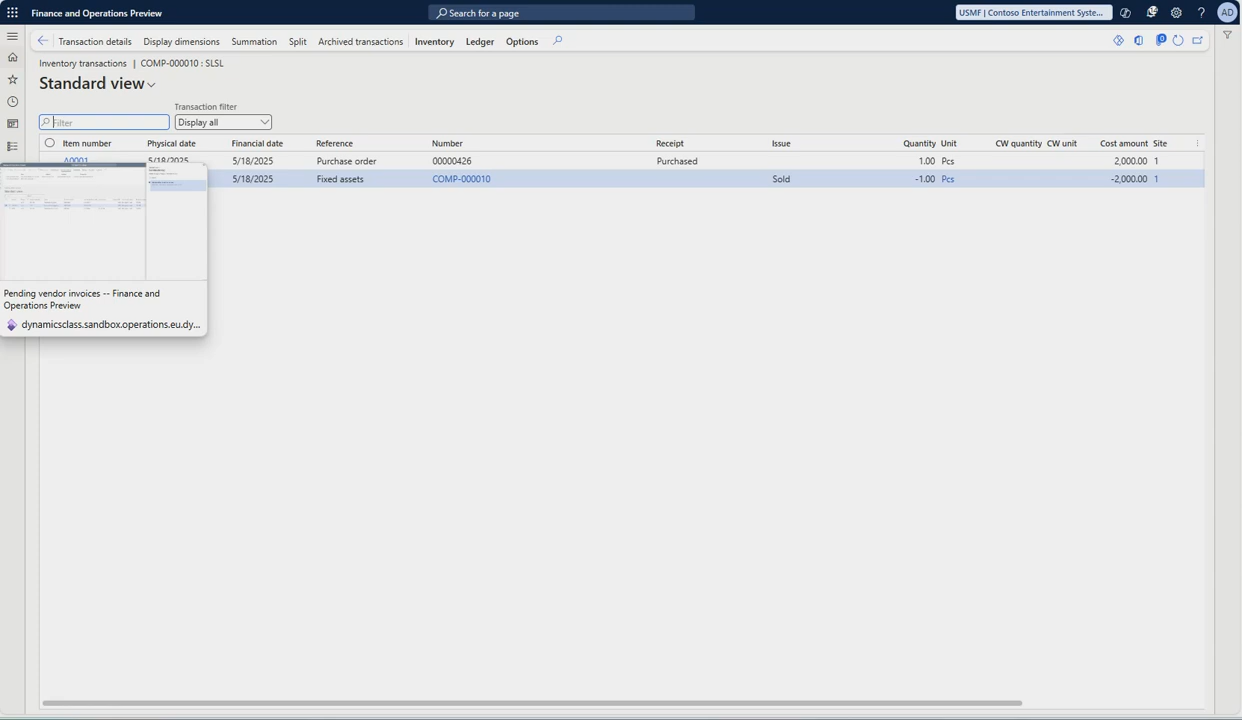 Finance and Operations Preview
Search for a page
USMF | Contoso Entertainment Syste...
AD
Transaction details
Display dimensions
Summation
Split
Archived transactions
Inventory
Ledger
Options
0
Inventory transactions | COMP-000010 : SLSL
Standard view
Transaction filter
Filter
Display all
Item number Physical date Financial date Reference Number Receipt Issue Quantity Unit CW quantity CW unit Cost amount Site
A0001 5/18/2025 5/18/2025 Purchase order 00000426 Purchased 1.00 Pcs 2,000.00 1
5/18/2025 Fixed assets COMP-000010 Sold -1.00 Pcs -2,000.00 1
Pending vendor invoices -- Finance and
Operations Preview
dynamicsclass.sandbox.operations.eu.dy...